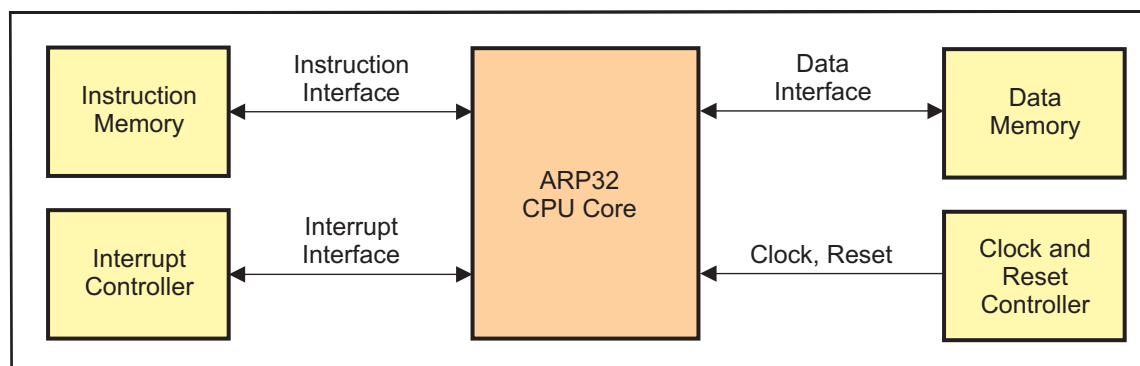 Instruction
Memory
Instruction
Interface
ARP32
CPU Core
Data
Interface
Data
Memory
Interrupt
Controller
Interrupt
Interface
Clock, Reset
Clock and
Reset
Controller